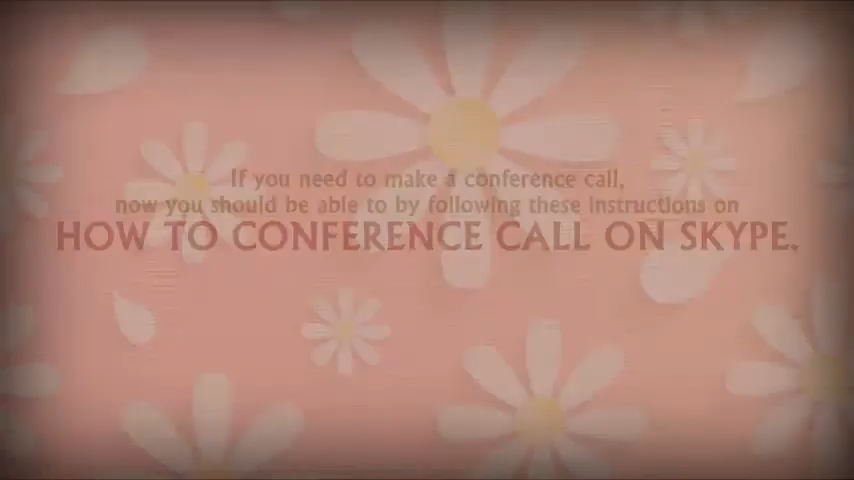 If you need to make a conference call,
now you should be able to by following these instructions on
HOW TO CONFERENCE CALL ON SKYPE.